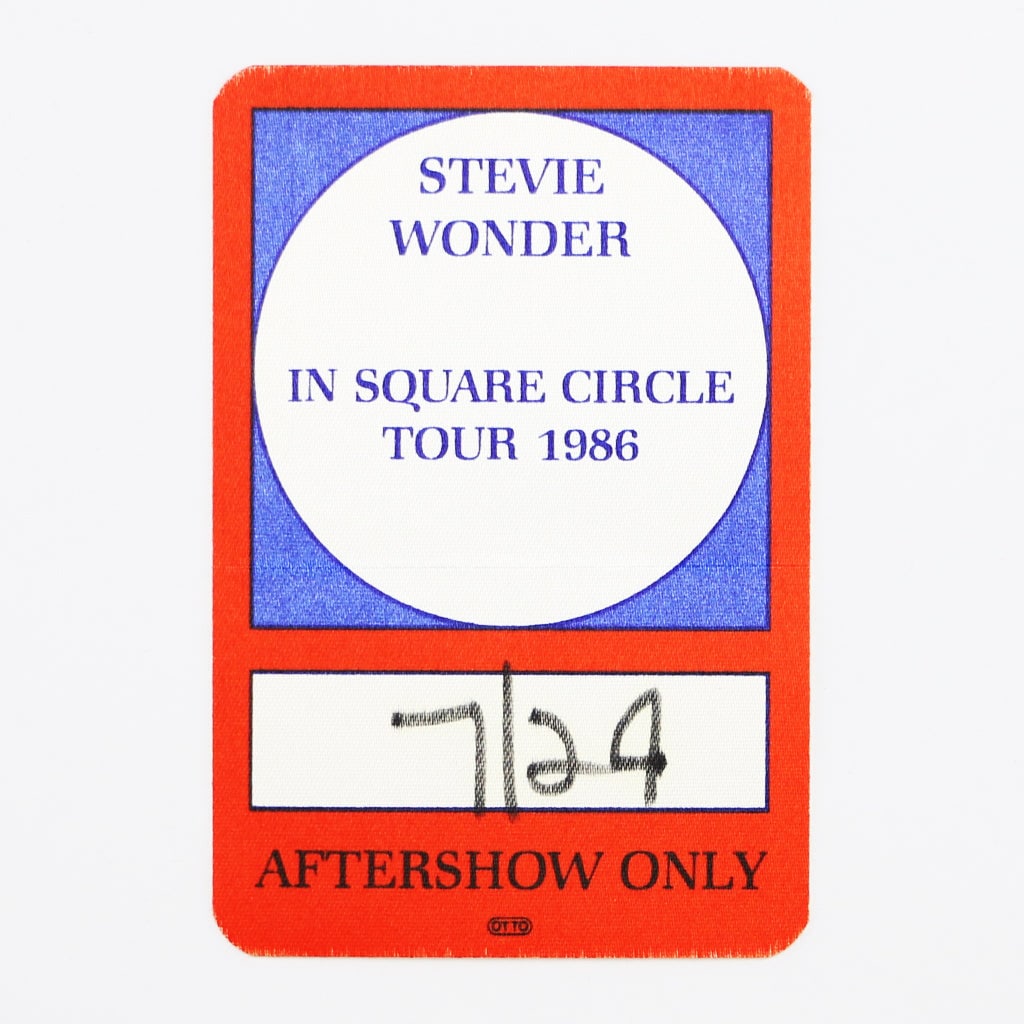 STEVIE
WONDER
IN SQUARE CIRCLE
TOUR 1986
7/24
AFTERSHOW ONLY
OTTO